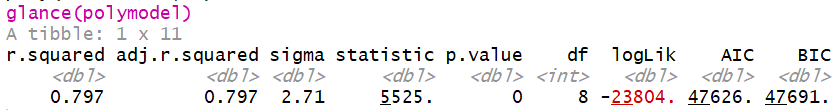 glance(polymodel)
A tibble: 1 x 11
r.squared adj.r.squared sigma statistic p.value df logLik AIC BIC
<dbl> <dbl> <dbl> <dbl> <dbl> <int> <dbl> <dbl> <dbl>
0.797 0.797 2.71 5525. 0 8 -23804. 47626. 47691.